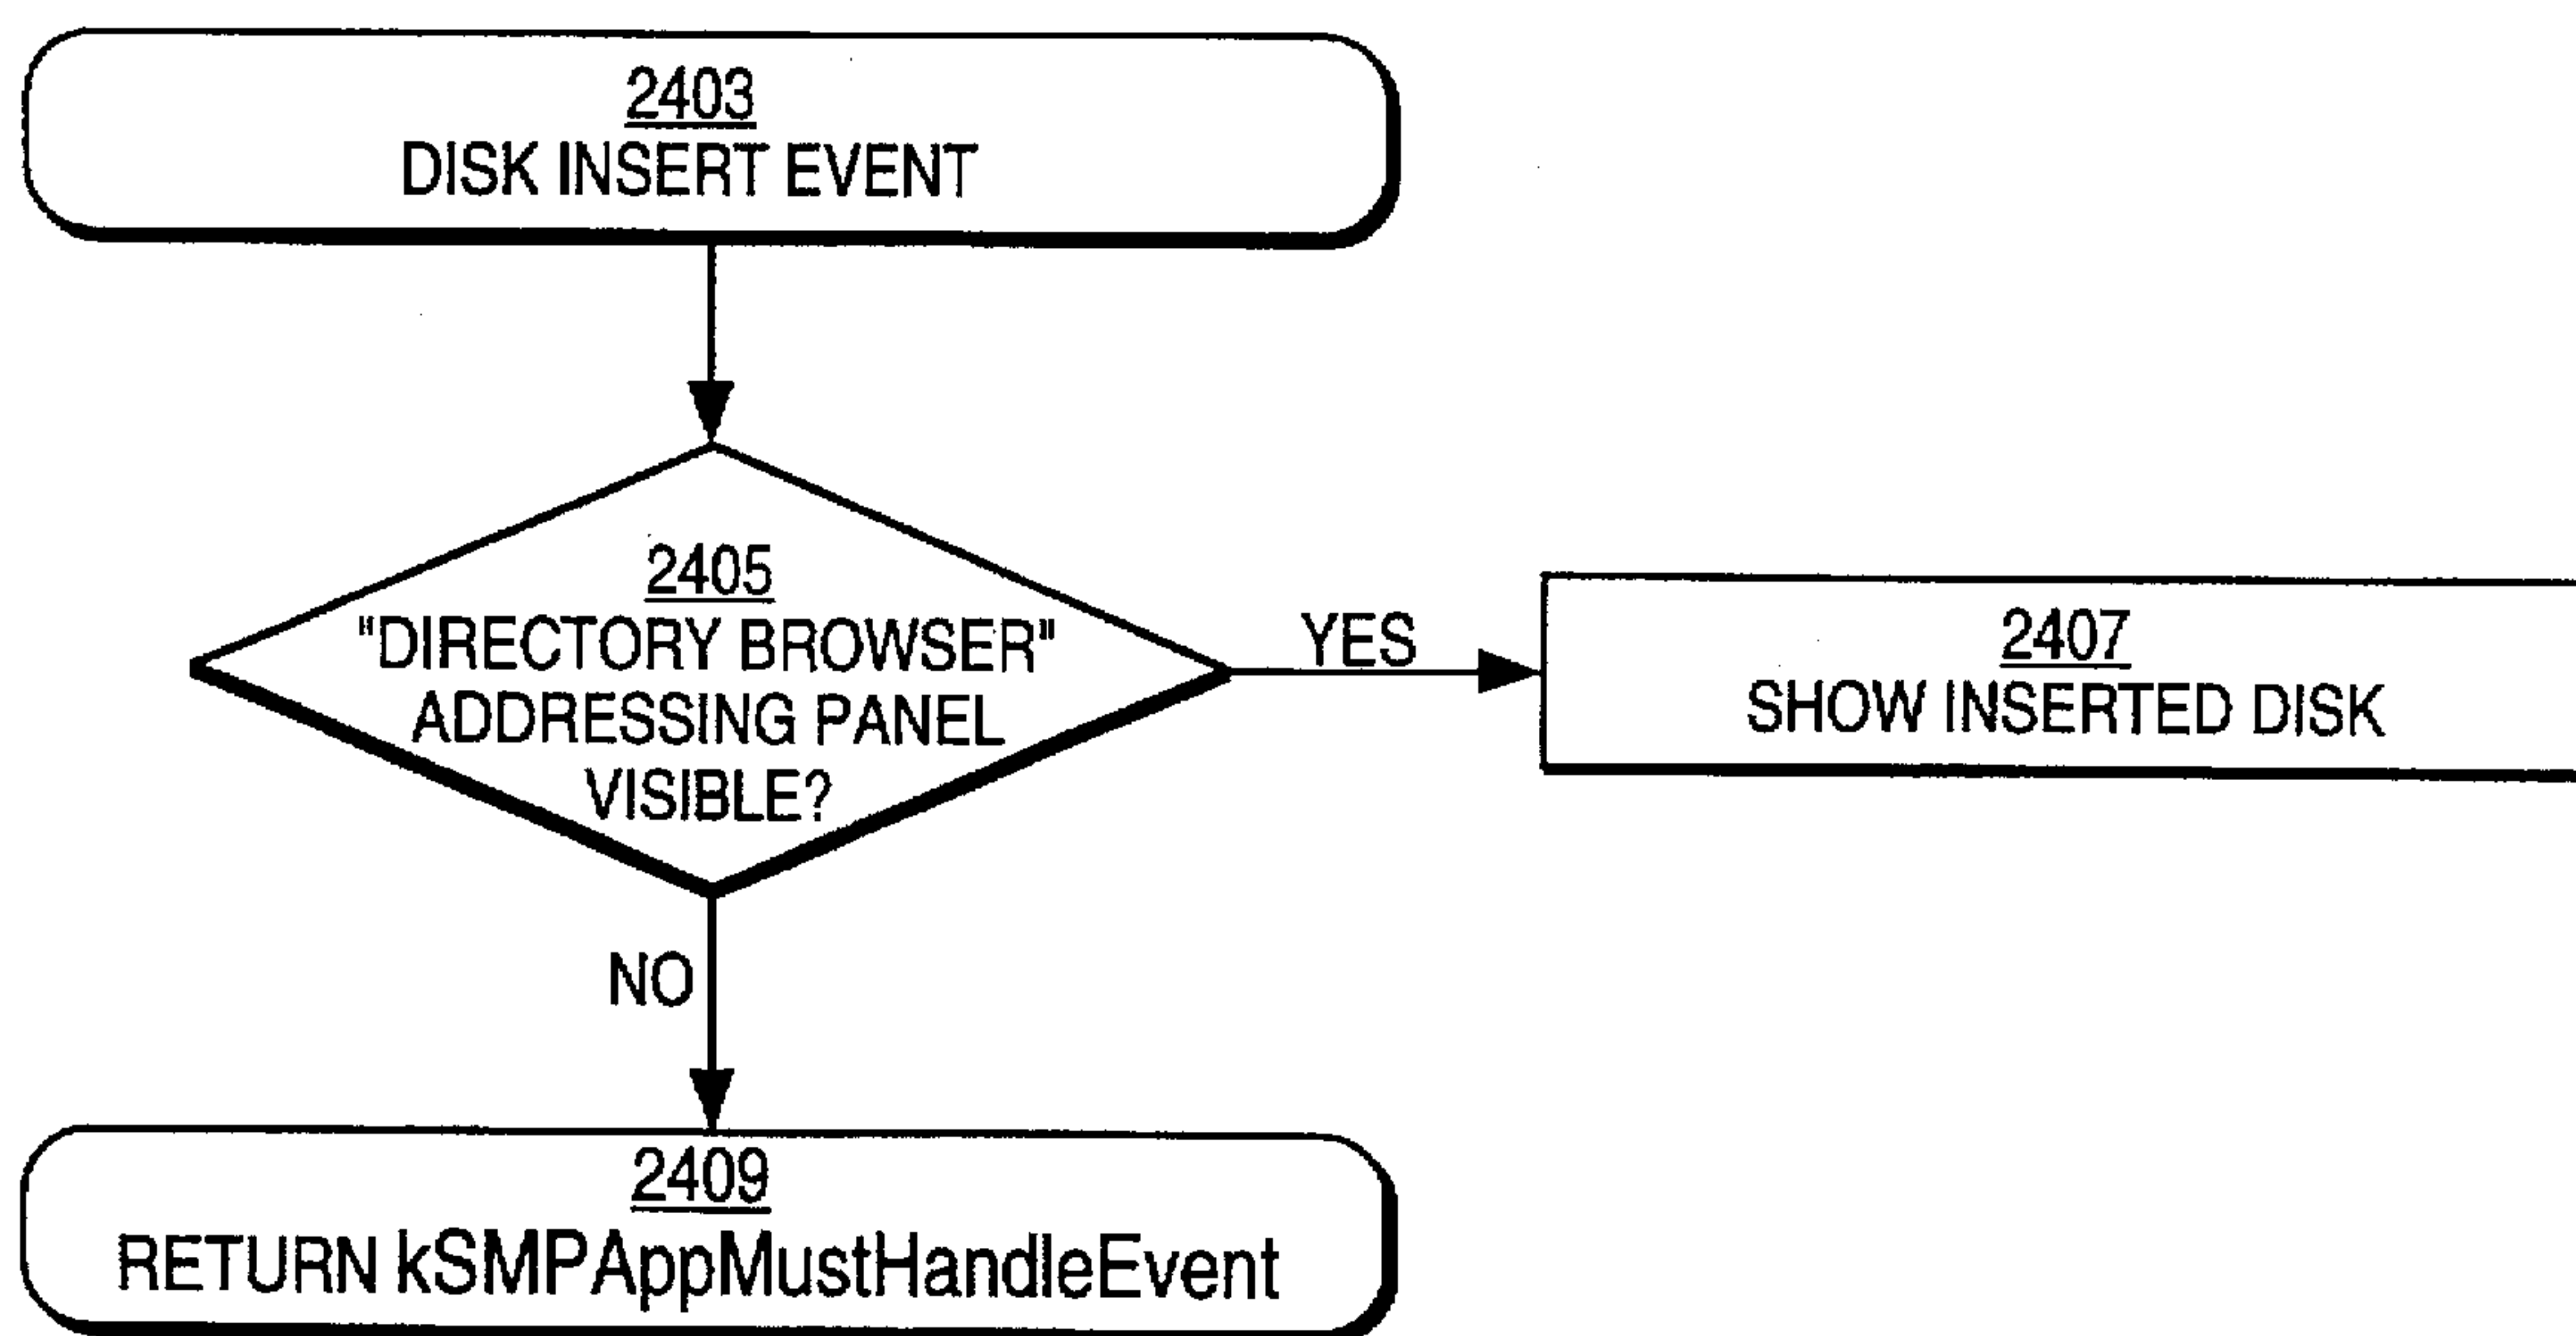 2403
DISK INSERT EVENT
2405
"DIRECTORY BROWSER"
ADDRESSING PANEL
VISIBLE?
YES
2407
SHOW INSERTED DISK
NO
2409
RETURN kSMPAppMustHandleEvent